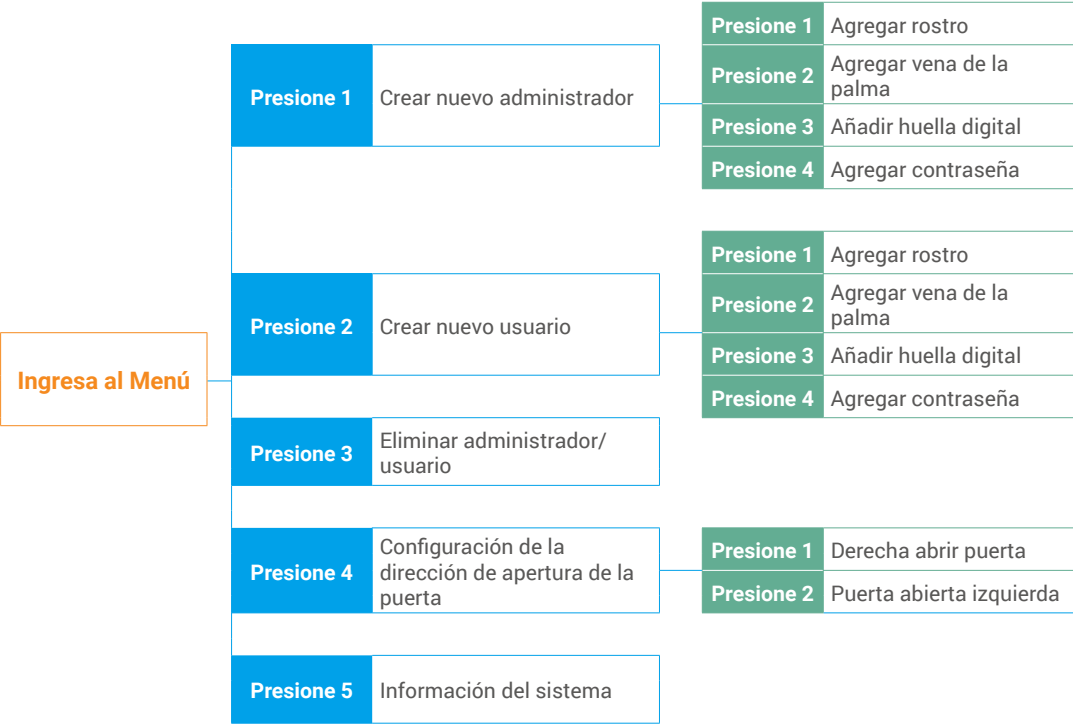 Ingresa al Menú
Presione 1
Crear nuevo administrador
Presione 1
Agregar rostro
Presione 2
Agregar vena de la
palma
Presione 3
Añadir huella digital
Presione 4
Agregar contraseña
Presione 2
Crear nuevo usuario
Presione 1
Agregar rostro
Presione 2
Agregar vena de la
palma
Presione 3
Añadir huella digital
Presione 4
Agregar contraseña
Presione 3
Eliminar administrador/
usuario
Presione 4
Configuración de la
dirección de apertura de la
puerta
Presione 1
Derecha abrir puerta
Presione 2
Puerta abierta izquierda
Presione 5
Información del sistema